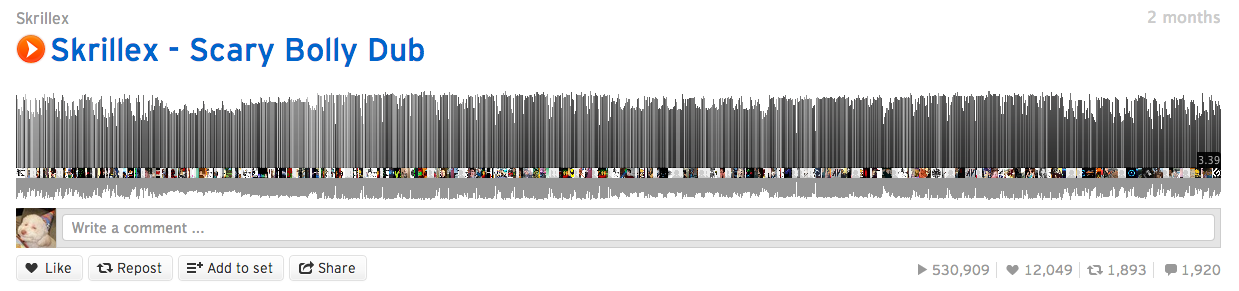 Skrillex
2 months
Skrillex - Scary Bolly Dub
3.39
Write a comment ...
Like Repost Add to set Share 530,909 12,049 1,893 1,920